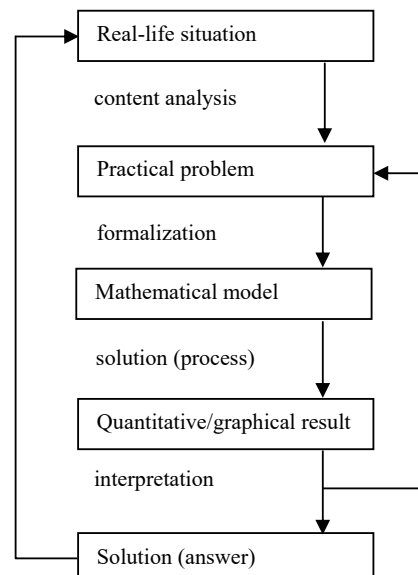 Real-life situation
content analysis
Practical problem
formalization
Mathematical model
solution (process)
Quantitative/graphical result
interpretation
Solution (answer)